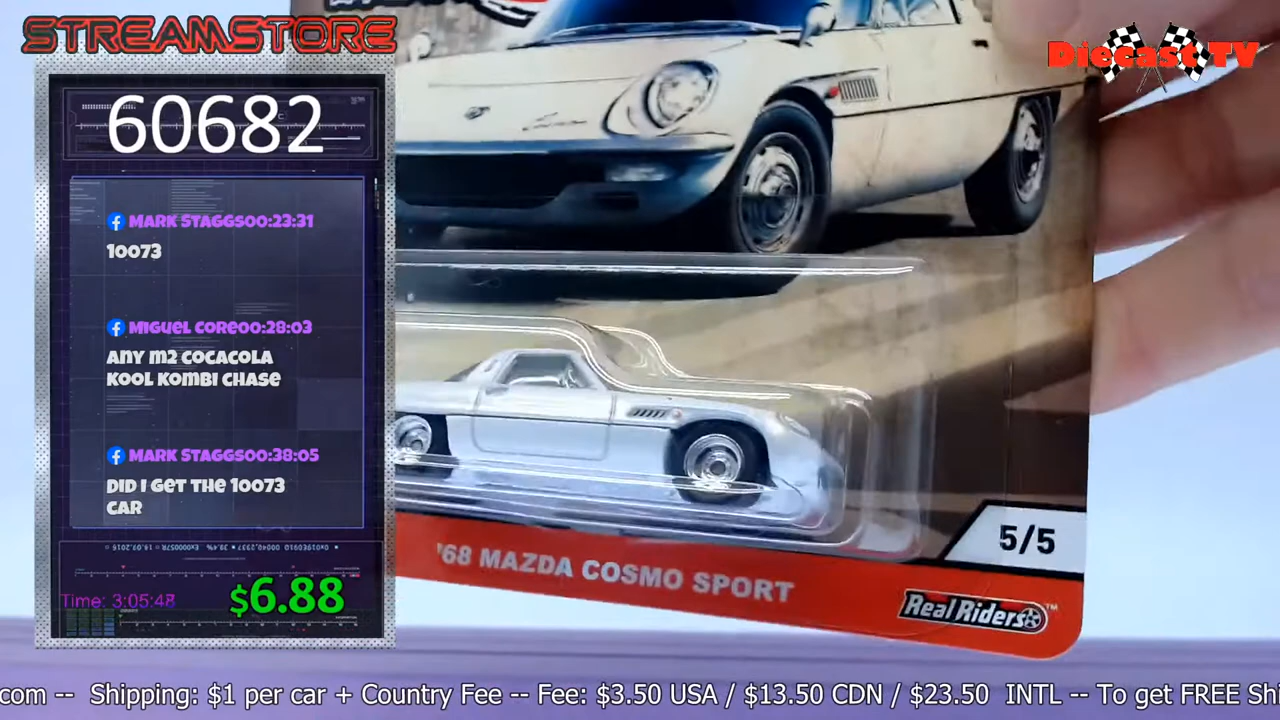 STREAMSTORE
Diecast TV
60682
MARK STAGGS00:23:31
10073
MIGUEL CORE00:28:03
ANY M2 COCACOLA
KOOL KOMBI CHASE
MARK STAGGS00:38:05
DID I GET THE 10073
CAR
Time: 3:05:48
$6.88
5/5
'68 MAZDA COSMO SPORT
Real Riders™
.com -- Shipping: $1 per car + Country Fee -- Fee: $3.50 USA / $13.50 CDN / $23.50 INTL -- To get FREE Shi